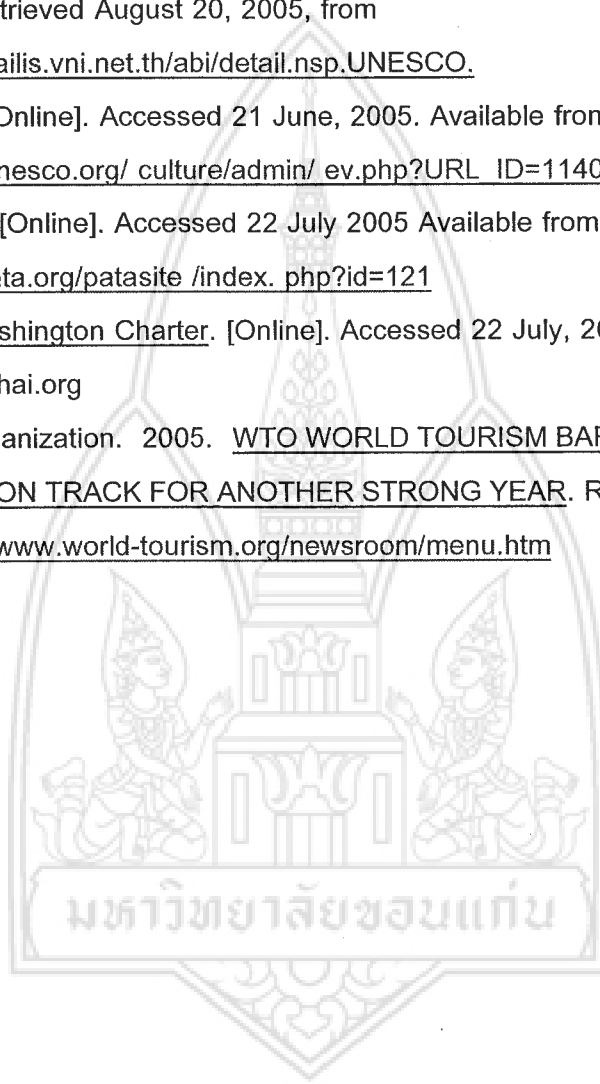 trieved August 20, 2005, from
ailis.vni.net.th/abi/detail.nsp.UNESCO.
Online]. Accessed 21 June, 2005. Available from
nesco.org/ culture/admin/ ev.php?URL_ID=1140
[Online]. Accessed 22 July 2005 Available from
ta.org/patasite /index. php?id=121
shington Charter. [Online]. Accessed 22 July, 20
hai.org
anization. 2005. WTO WORLD TOURISM BAR
ON TRACK FOR ANOTHER STRONG YEAR. R
www.world-tourism.org/newsroom/menu.htm
มหาวิทยาลัยขอนแก่น